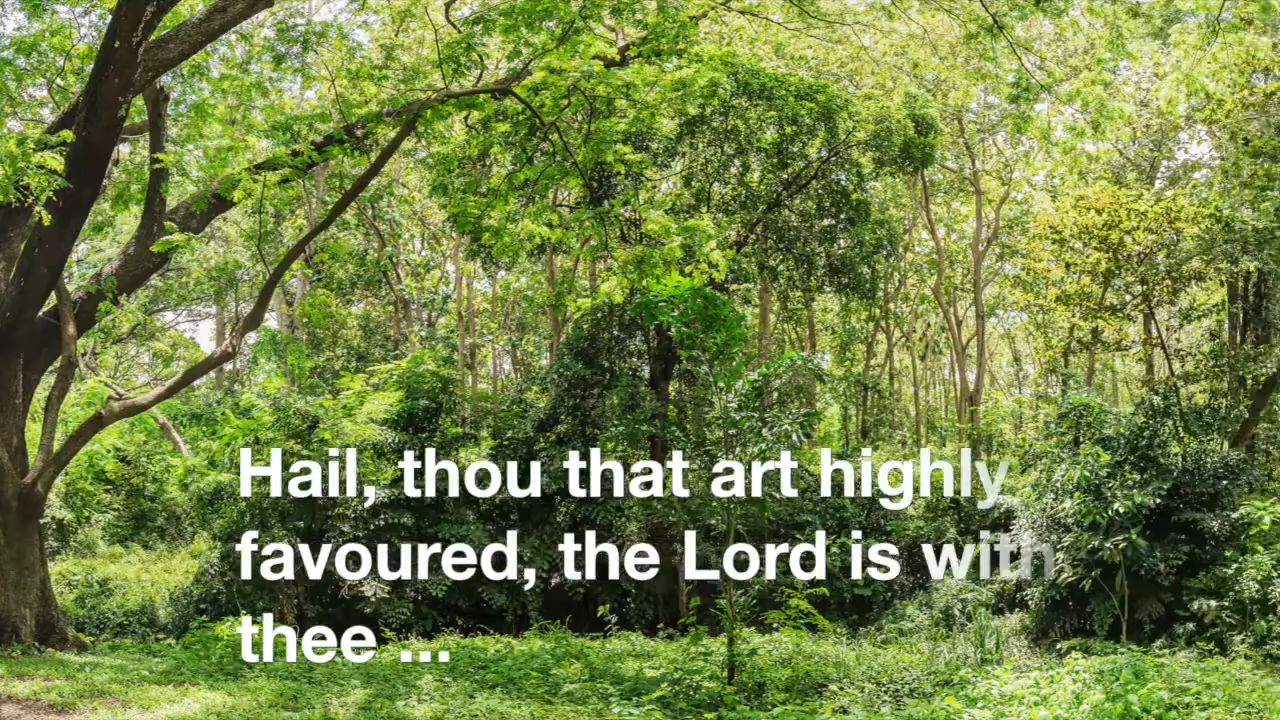 Hail, thou that art highly
favoured, the Lord is with
thee ...